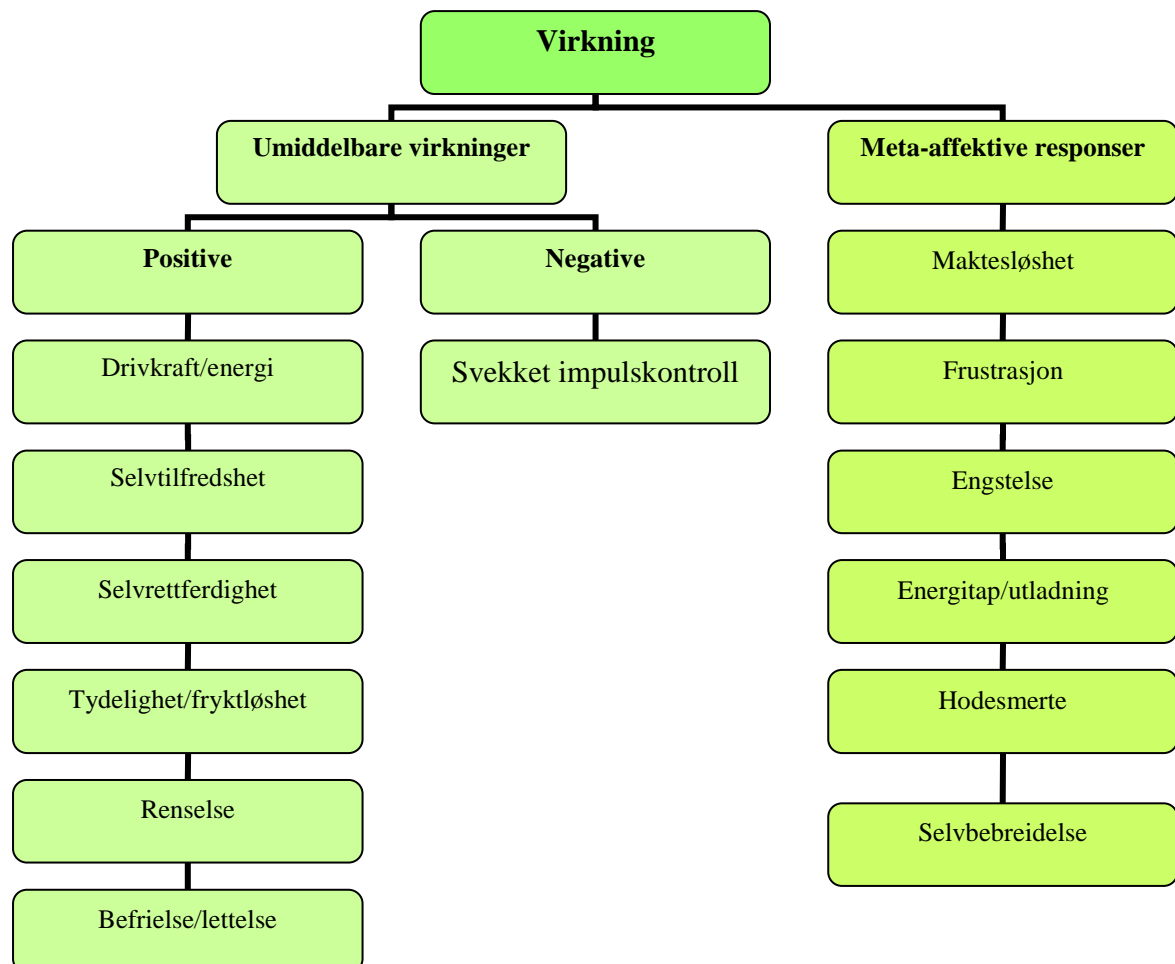 Virkning
Umiddelbare virkninger
Meta-affektive responser
Positive
Negative
Maktesløshet
Drivkraft/energi
Svekket impulskontroll
Frustrasjon
Selvtilfredshet
Engstelse
Selvrettferdighet
Energitap/utladning
Tydelighet/fryktløshet
Hodesmerte
Renselse
Selvbebreidelse
Befrielse/lettelse